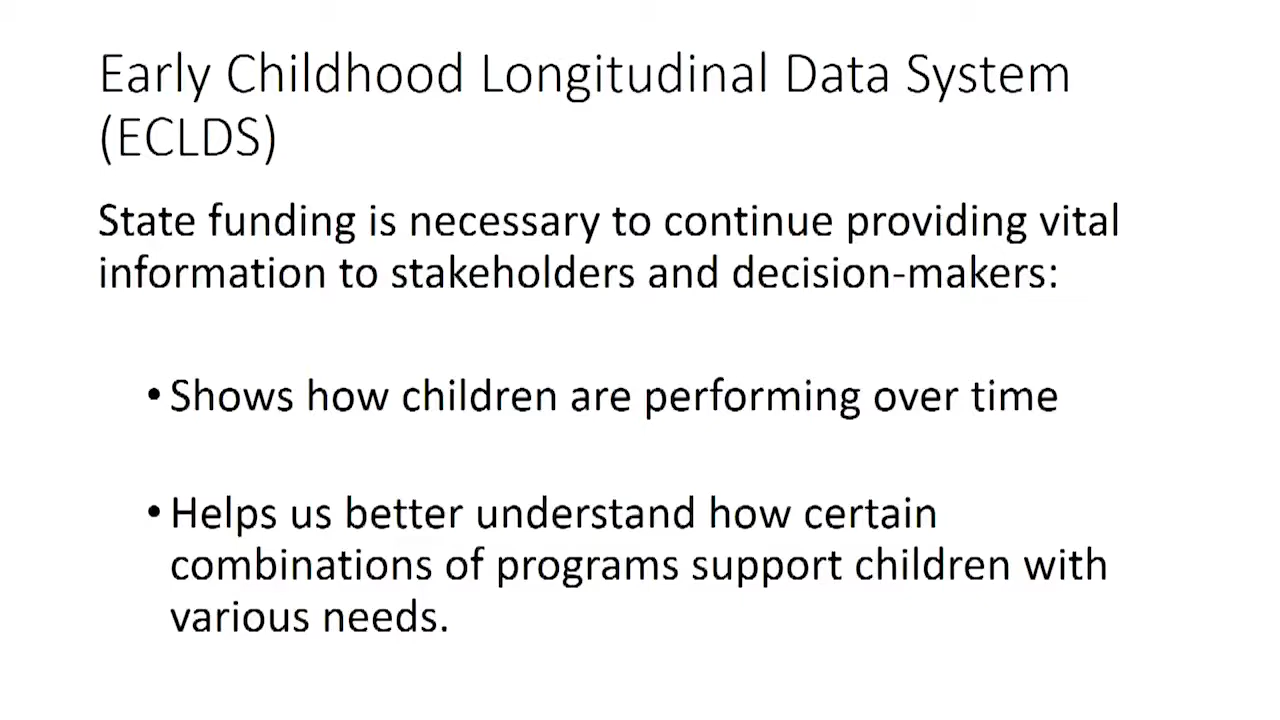 Early Childhood Longitudinal Data System
(ECLDS)
State funding is necessary to continue providing vital
information to stakeholders and decision-makers:
• Shows how children are performing over time
• Helps us better understand how certain
combinations of programs support children with
various needs.